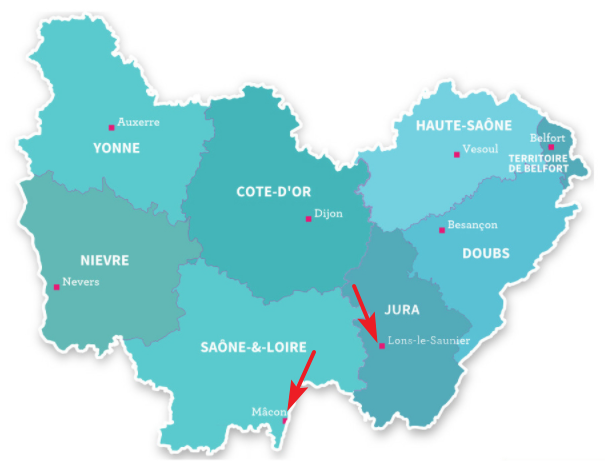 Auxerre
YONNE
HAUTE-SAÔNE
Vesoul
Belfort
TERRITOIRE
DE BELFORT
COTE-D'OR
Dijon
Besançon
DOUBS
NIEVRE
Nevers
JURA
Lons-le-Saunier
SAÔNE-&-LOIRE
Mâcon